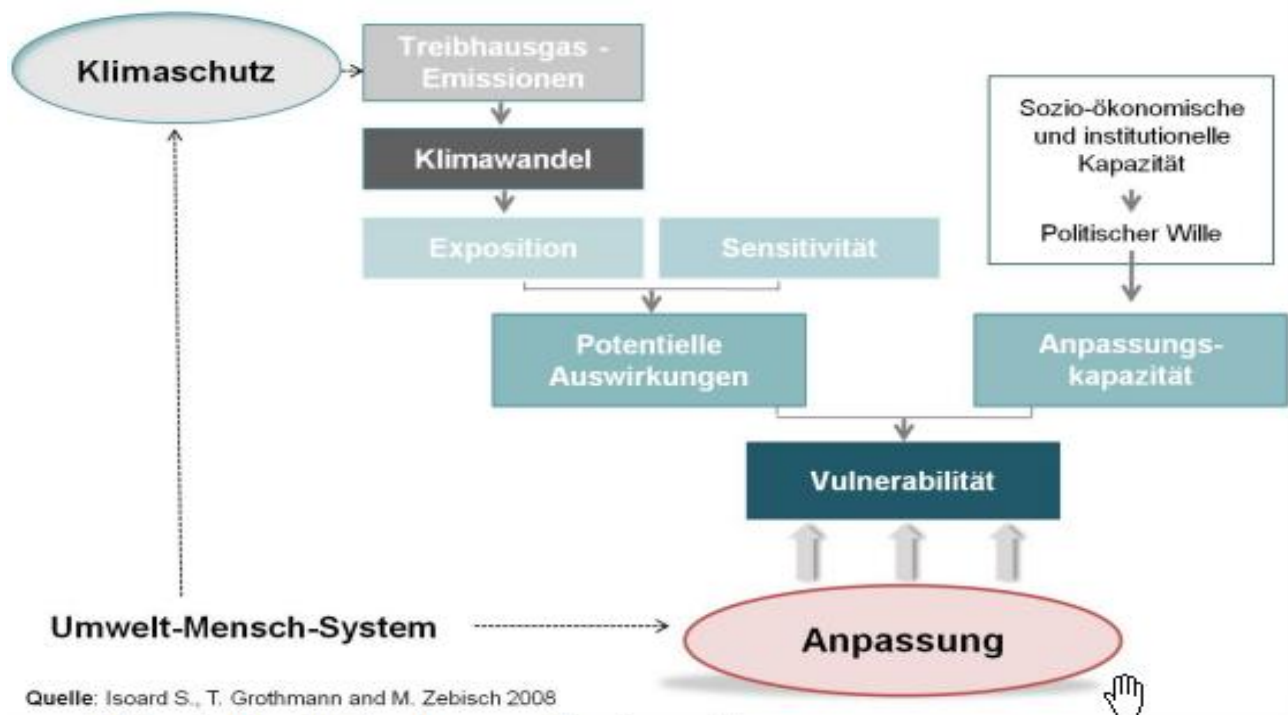 Klimaschutz
Treibhausgas -
Emissionen
Klimawandel
Exposition
Sensitivität
Sozio-ökonomische
und institutionelle
Kapazität
Politischer Wille
Potentielle
Auswirkungen
Anpassungs-
kapazität
Vulnerabilität
Umwelt-Mensch-System
Anpassung
Quelle: Isoard S., T. Grothmann and M. Zebisch 2008